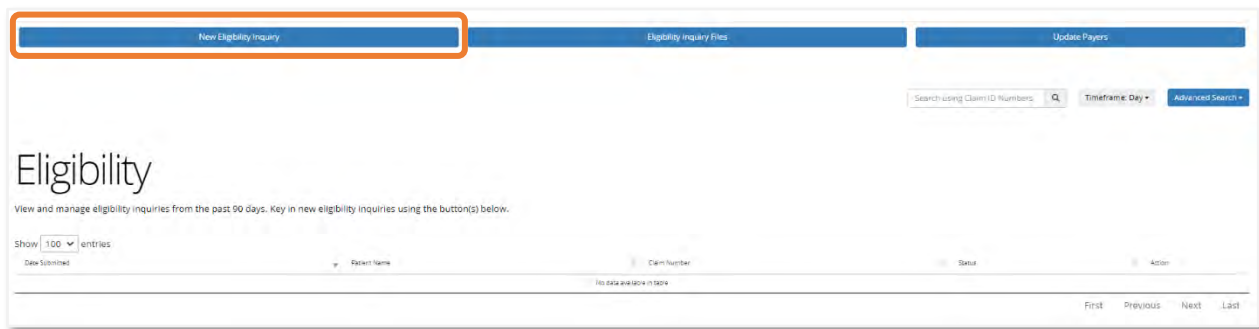 New Eligibility Inquiry Eligibility Inquiry Files Update Payers
Search using Claim ID Numbers Timeframe: Day Advanced Search
Eligibility
View and manage eligibility inquiries from the past 90 days. Key in new eligibility inquiries using the button(s) below.
Show 100 entries
Date Submitted Patient Name Claim Number Status Action
No data available in table
First Previous Next Last